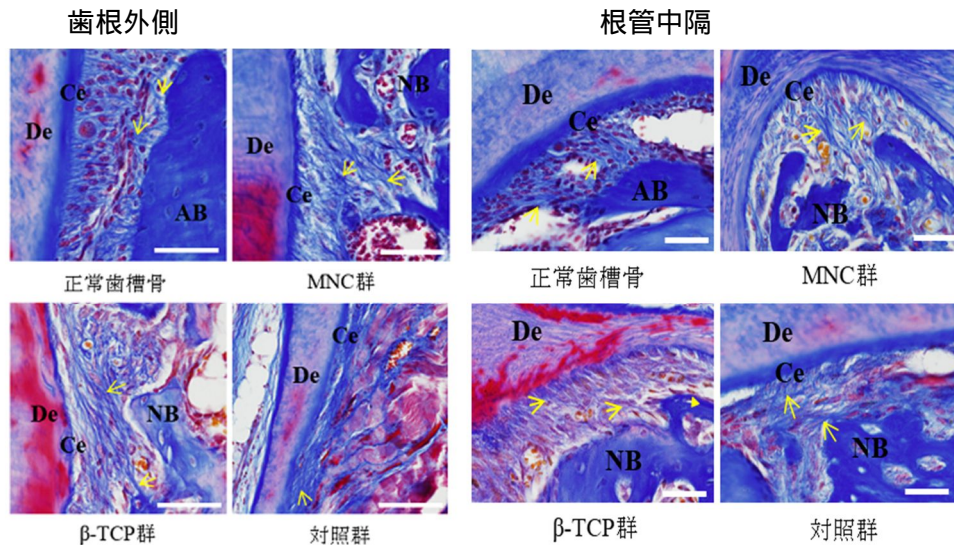 歯根外側
根管中隔
Ce
De
AB
正常歯槽骨
NB
De
Ce
MNC群
De
Ce
AB
正常歯槽骨
De
Ce
NB
MNC群
De
NB
Ce
β-TCP群
Ce
De
対照群
De
NB
β-TCP群
De
Ce
NB
対照群